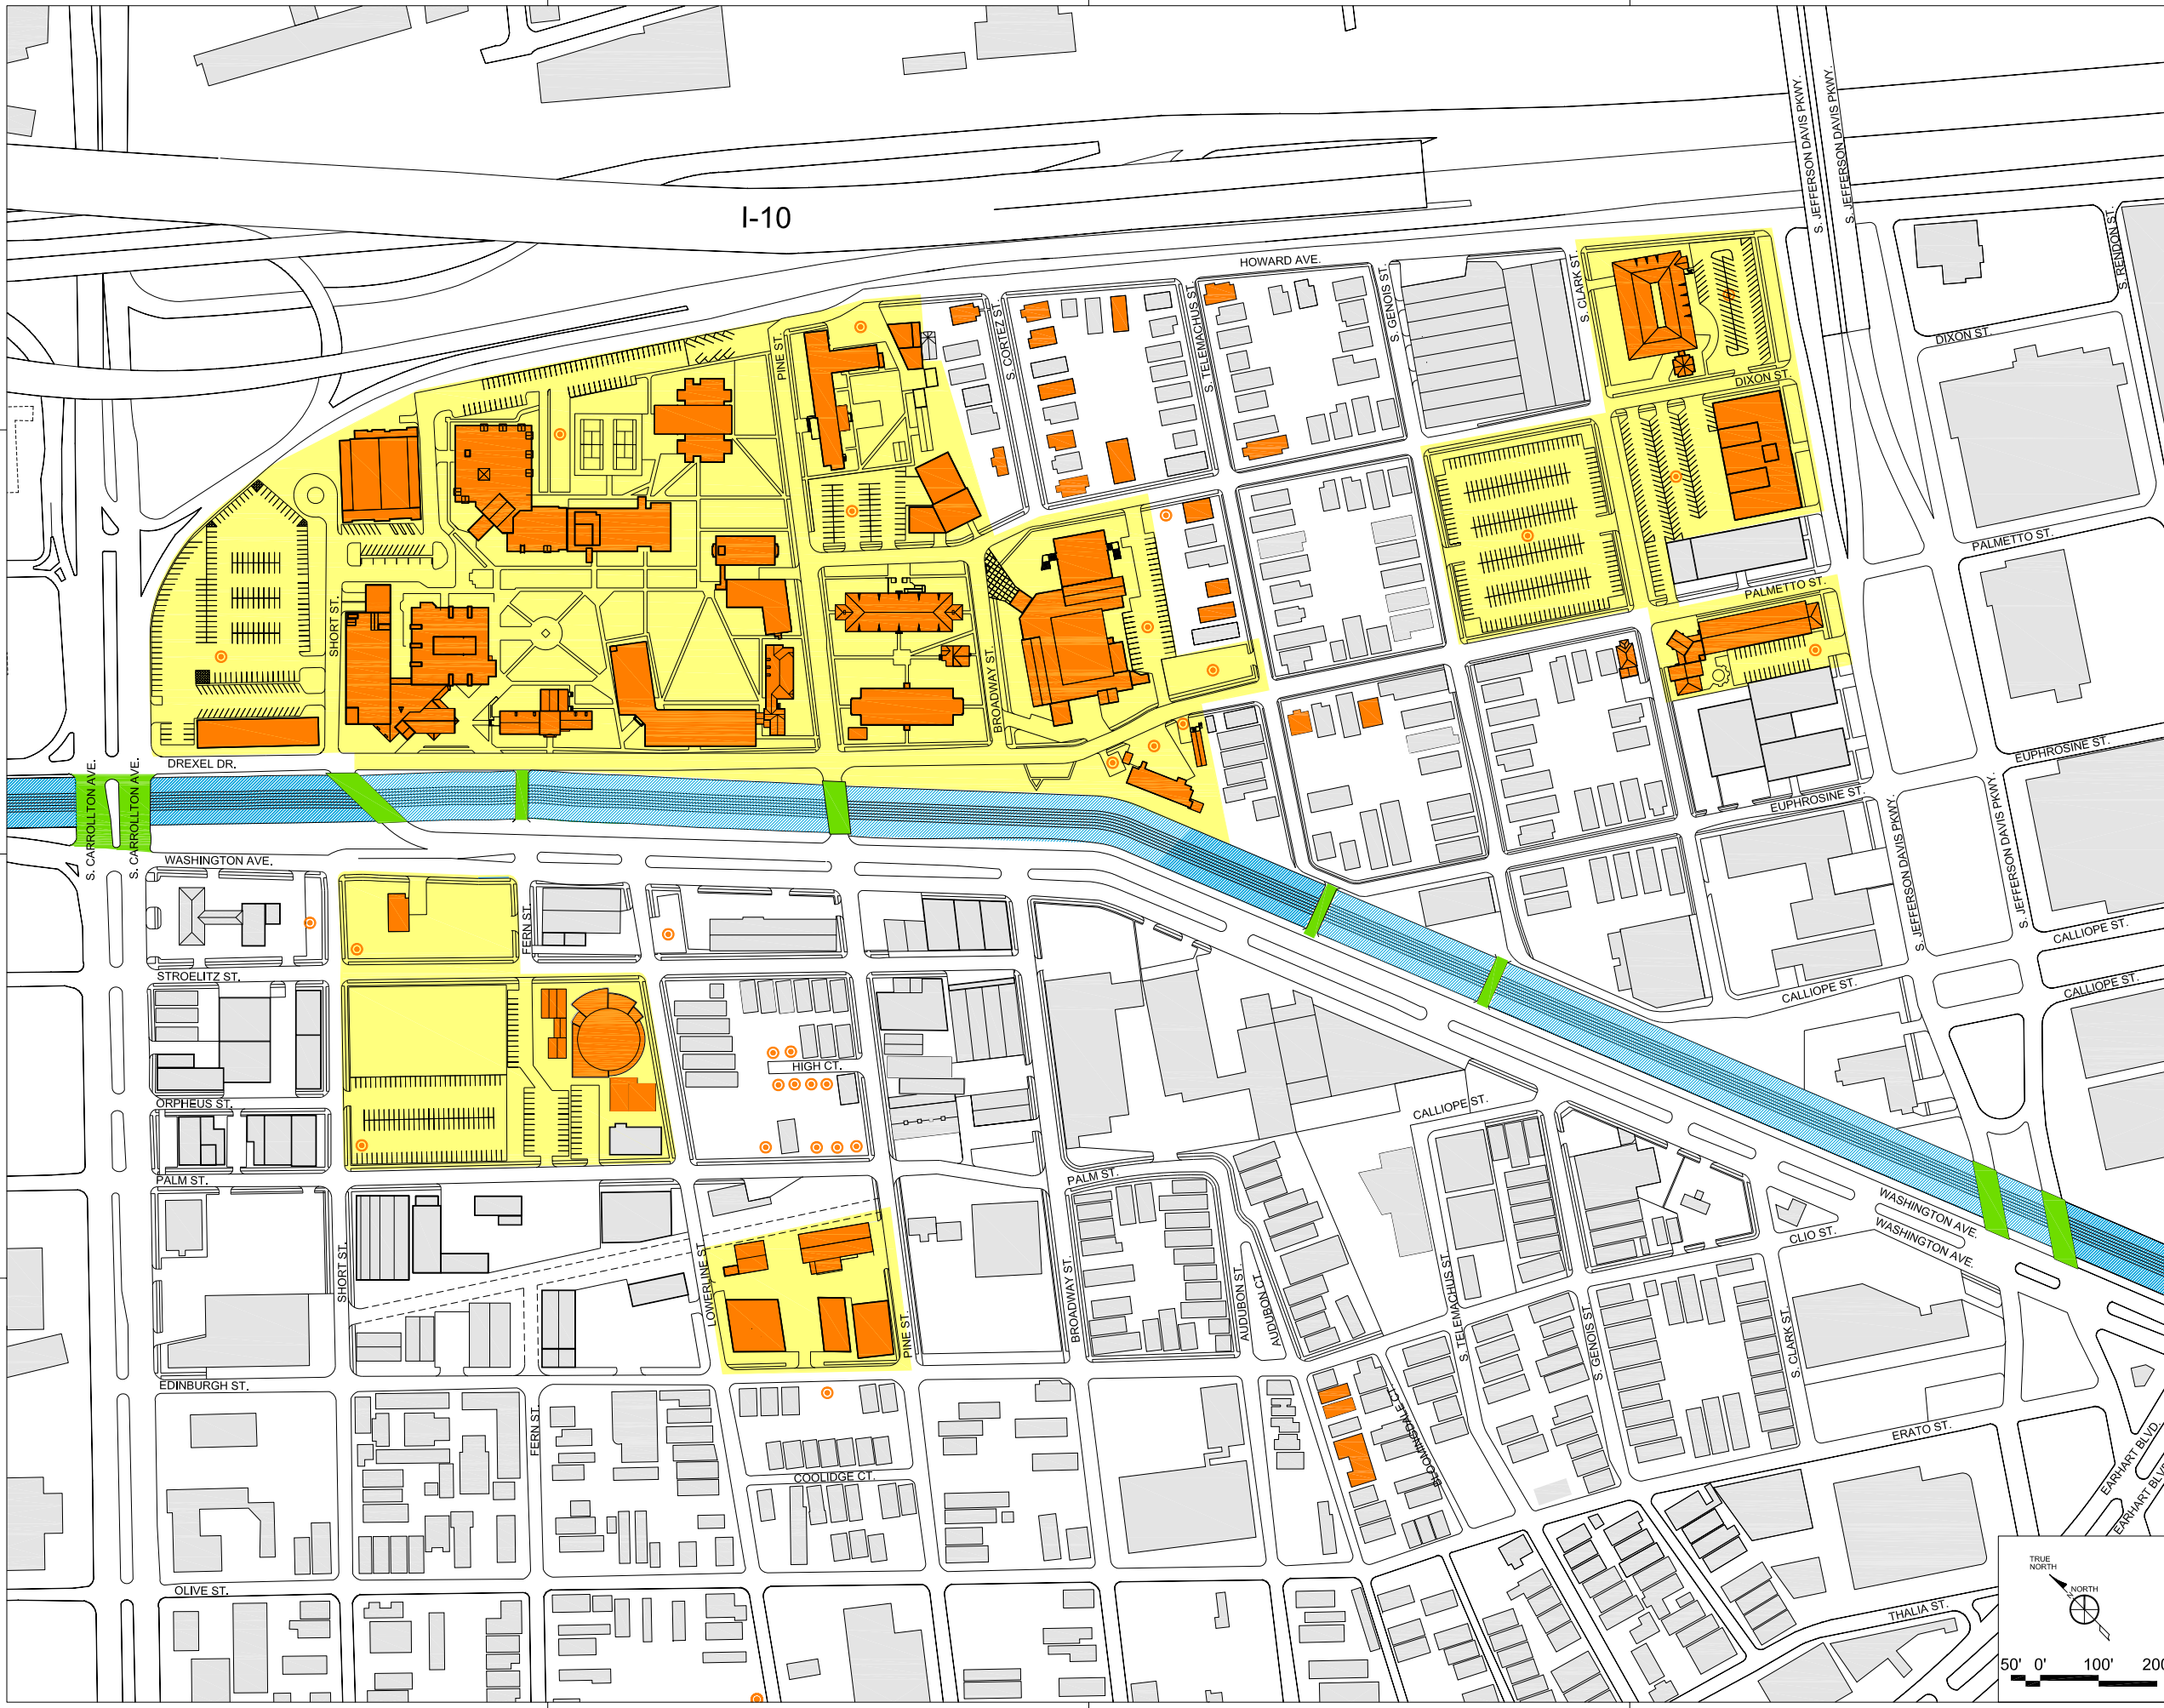 S. JEFFERSON DAVIS PKWY.
S. JEFFERSON DAVIS PKWY.
I-10
S. RENDON ST.
HOWARD AVE.
S. CLARK ST.
S. GENOIS ST.
S. TELEMACHUS ST.
S. CORTEZ ST.
PINE ST.
DIXON ST.
DIXON ST.
PALMETTO ST.
PALMETTO ST.
SHORT ST.
BROADWAY ST.
EUPHROSINE ST.
DREXEL DR.
S. CARROLLTON AVE.
S. CARROLLTON AVE.
EUPHROSINE ST.
S. JEFFERSON DAVIS PKWY.
S. JEFFERSON DAVIS PKWY.
WASHINGTON AVE.
FERN ST.
CALLIOPE ST.
STROELITZ ST.
CALLIOPE ST.
CALLIOPE ST.
HIGH CT.
ORPHEUS ST.
CALLIOPE ST.
PALM ST.
PALM ST.
WASHINGTON AVE.
WASHINGTON AVE.
CLIO ST.
SHORT ST.
LOWERLINE ST.
PINE ST.
BROADWAY ST.
AUDUBON ST.
AUDUBON CT.
S. TELEMACHUS ST.
S. GENOIS ST.
S. CLARK ST.
EDINBURGH ST.
FERN ST.
BLOOMINGDALE CT.
ERATO ST.
EARHART BLVD.
EARHART BLVD.
COOLIDGE CT.
OLIVE ST.
THALIA ST.
TRUE
NORTH
NORTH
50' 0' 100' 200